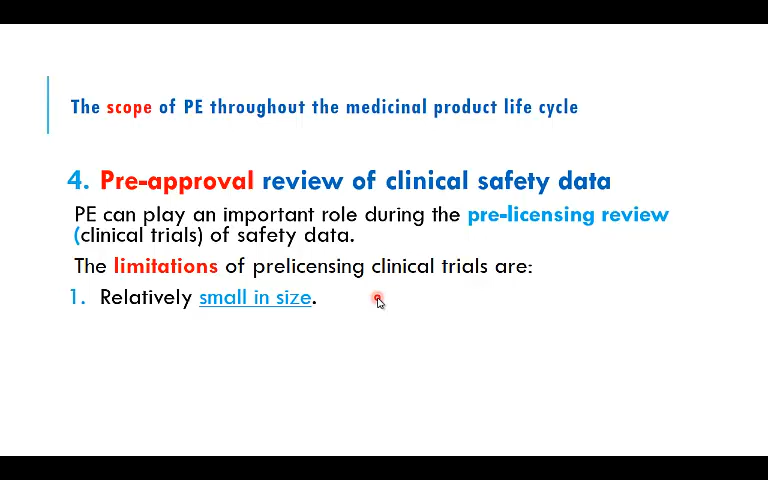 The scope of PE throughout the medicinal product life cycle
4. Pre-approval review of clinical safety data
PE can play an important role during the pre-licensing review
(clinical trials) of safety data.
The limitations of prelicensing clinical trials are:
1. Relatively small in size.